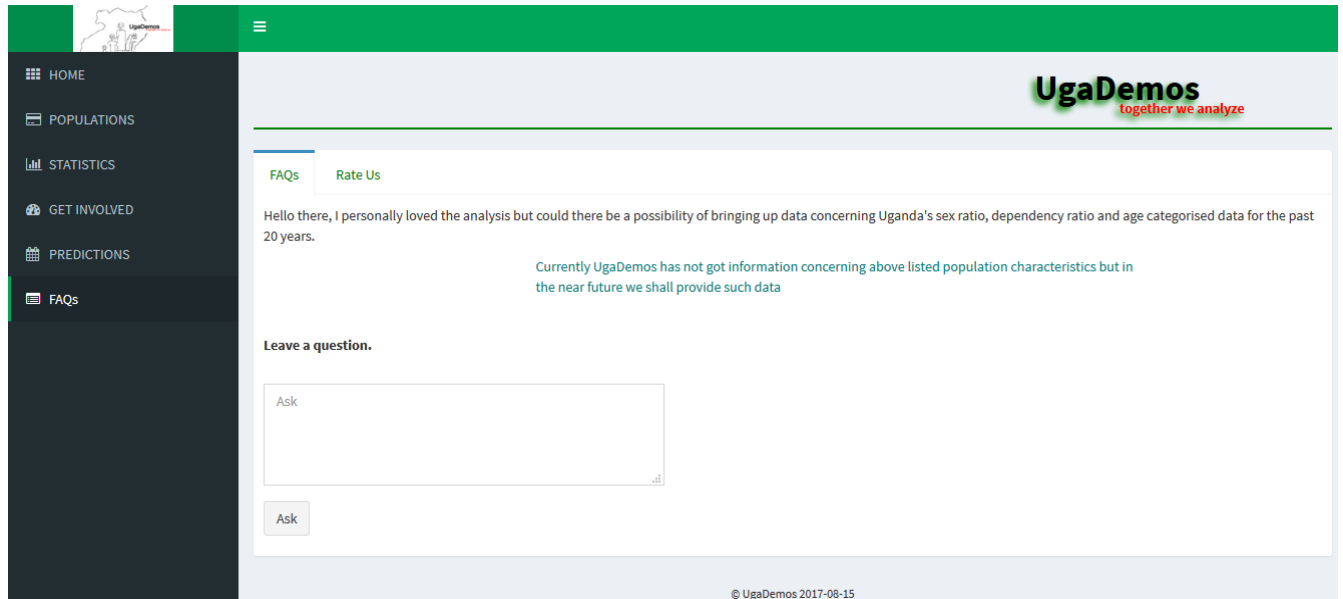 UgaDemos
HOME
POPULATIONS
STATISTICS
GET INVOLVED
PREDICTIONS
FAQs
UgaDemos
together we analyze
FAQs Rate Us
Hello there, I personally loved the analysis but could there be a possibility of bringing up data concerning Uganda's sex ratio, dependency ratio and age categorised data for the past
20 years.
Currently UgaDemos has not got information concerning above listed population characteristics but in
the near future we shall provide such data
Leave a question.
Ask
Ask
© UgaDemos 2017-08-15